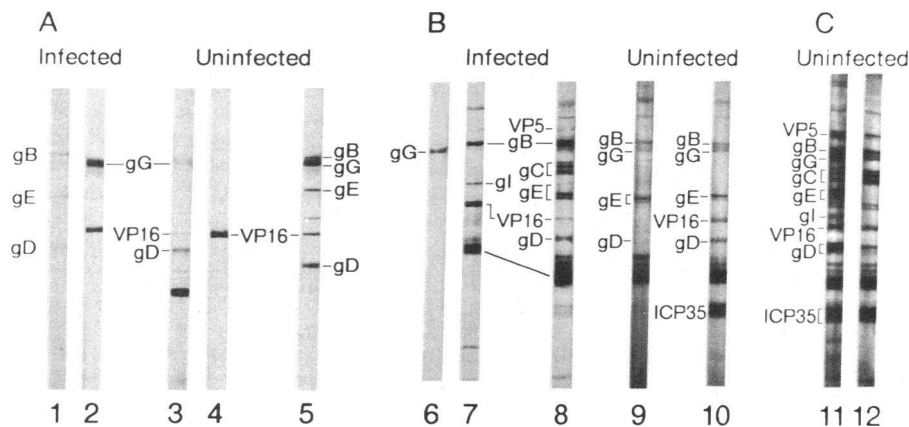 A
B
C
Infected
Uninfected
Infected
Uninfected
Uninfected
gB
gE
gD
gG
VP16
gD
VP16
gB
gG
gE
gD
gG
VP5
gB
gC
gI
gE
VP16
gD
gB
gG
gE
gD
gB
gG
gE
VP16
gD
ICP35
VP5
gB
gG
gC
gE
gI
VP16
gD
ICP35
1 2 3 4 5 6 7 8 9 10 11 12